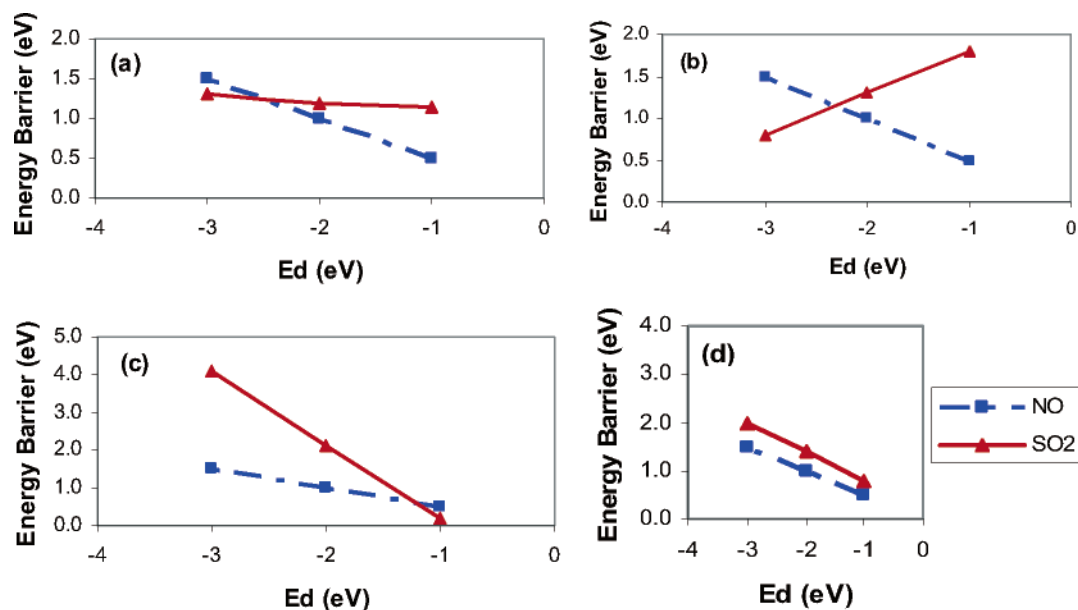 (a)
Energy Barrier (eV)
2.0
1.5
1.0
0.5
0.0
-4 -3 -2 -1 0
Ed (eV)
(b)
Energy Barrier (eV)
2.0
1.5
1.0
0.5
0.0
-4 -3 -2 -1 0
Ed (eV)
(c)
Energy Barrier (eV)
5.0
4.0
3.0
2.0
1.0
0.0
-4 -3 -2 -1 0
Ed (eV)
(d)
Energy Barrier (eV)
4.0
3.0
2.0
1.0
0.0
-4 -3 -2 -1 0
Ed (eV)
NO
SO2